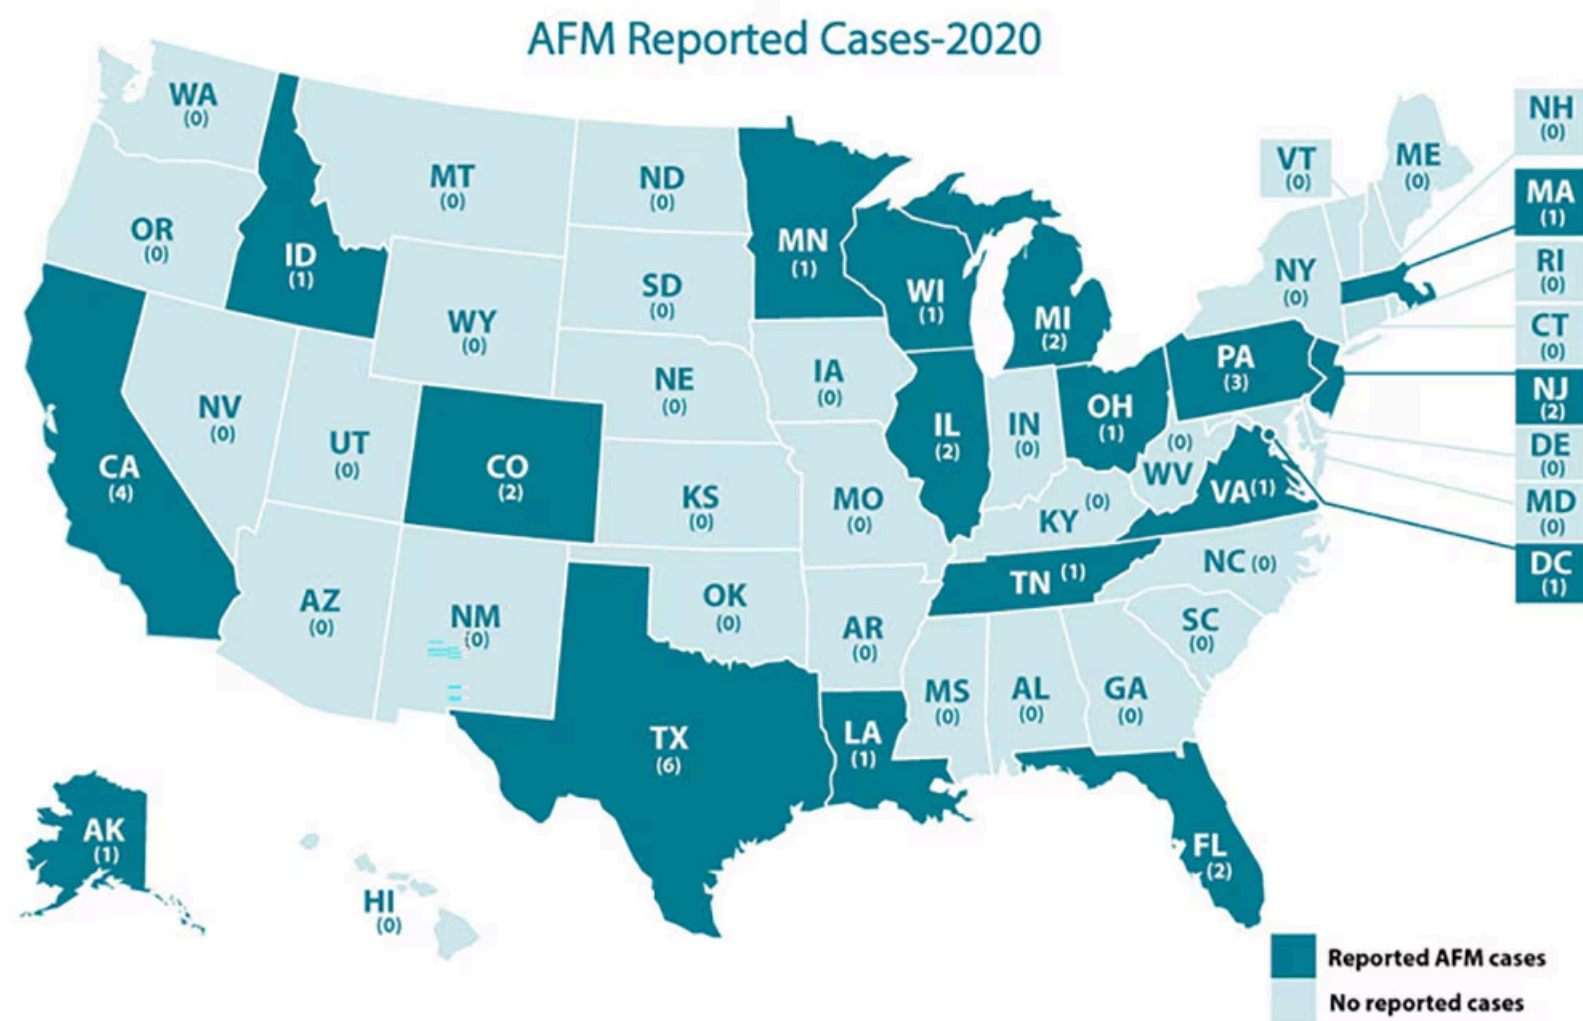 AFM Reported Cases-2020
WA
(0)
OR
(0)
ID
(1)
MT
(0)
ND
(0)
MN
(1)
SD
(0)
WY
(0)
WI
(1)
MI
(2)
VT
(0)
ME
(0)
NH
(0)
MA
(1)
RI
(0)
CT
(0)
NJ
(2)
DE
(0)
MD
(0)
DC
(1)
NY
(0)
PA
(3)
CA
(4)
NV
(0)
UT
(0)
CO
(2)
NE
(0)
IA
(0)
IL
(2)
IN
(0)
OH
(1)
(0)
WV
VA(1)
KS
(0)
MO
(0)
KY (0)
AZ
(0)
NM
(0)
OK
(0)
AR
(0)
TN (1)
NC (0)
SC
(0)
MS
(0)
AL
(0)
GA
(0)
TX
(6)
LA
(1)
FL
(2)
AK
(1)
HI
(0)
Reported AFM cases
No reported cases